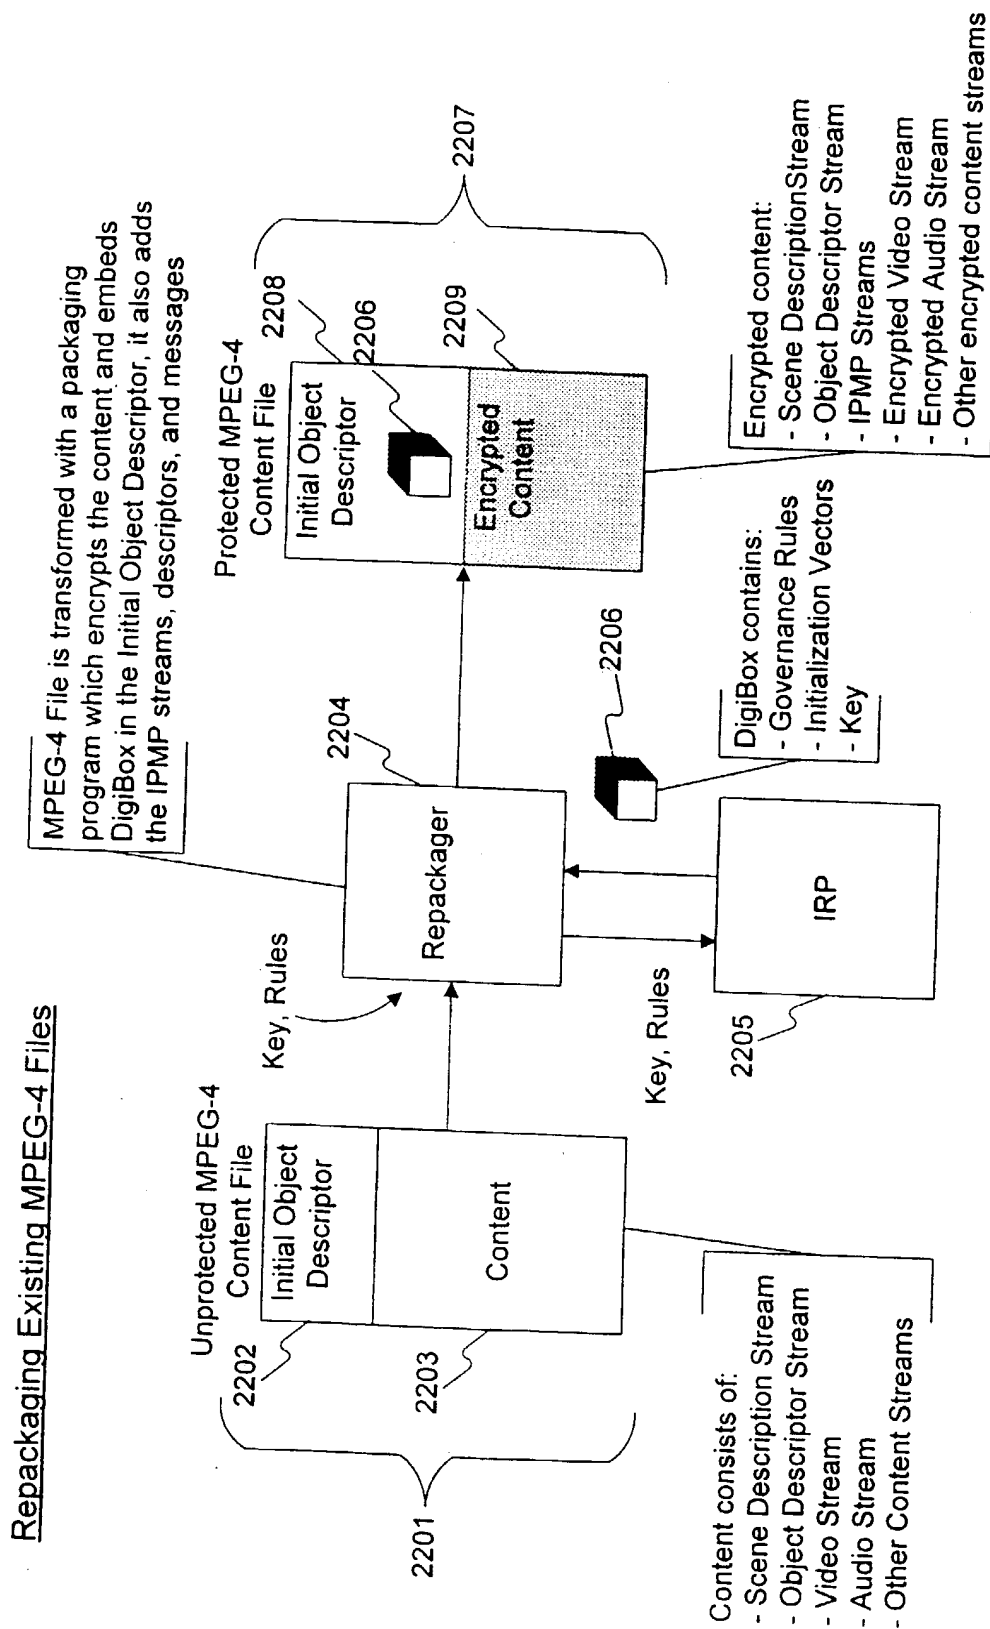 Repackaging Existing MPEG-4 Files
MPEG-4 File is transformed with a packaging
program which encrypts the content and embeds
DigiBox in the Initial Object Descriptor, it also adds
the IPMP streams, descriptors, and messages
Unprotected MPEG-4
Content File
Initial Object
Descriptor
Content
2201
2202
2203
Content consists of:
- Scene Description Stream
- Object Descriptor Stream
- Video Stream
- Audio Stream
- Other Content Streams
Key, Rules
Repackager
2204
Key, Rules
IRP
2205
2206
DigiBox contains:
- Governance Rules
- Initialization Vectors
- Key
Protected MPEG-4
Content File
Initial Object
Descriptor
Encrypted
Content
2208
2206
2209
2207
Encrypted content:
- Scene DescriptionStream
- Object Descriptor Stream
- IPMP Streams
- Encrypted Video Stream
- Encrypted Audio Stream
- Other encrypted content streams